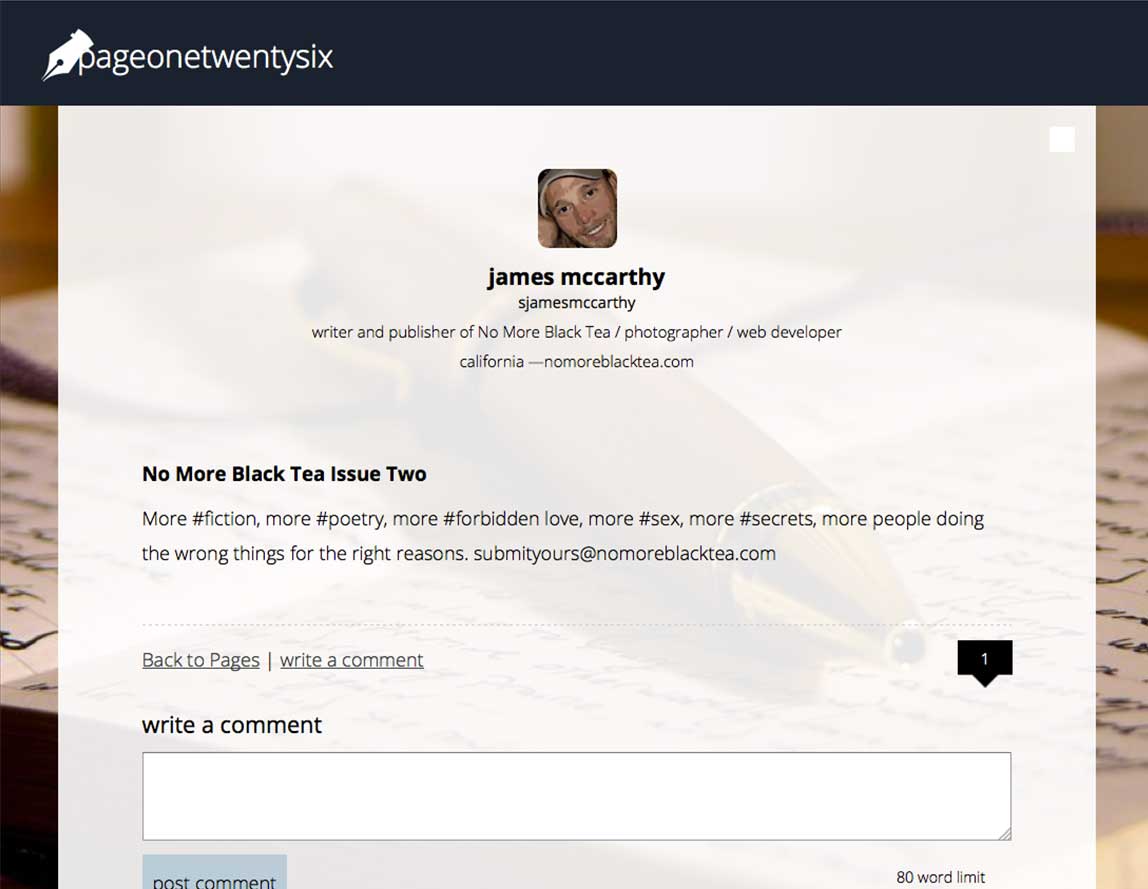 pageonetwentysix
james mccarthy
sjamesmccarthy
writer and publisher of No More Black Tea / photographer / web developer
california —nomoreblacktea.com
No More Black Tea Issue Two
More #fiction, more #poetry, more #forbidden love, more #sex, more #secrets, more people doing
the wrong things for the right reasons. submityours@nomoreblacktea.com
Back to Pages | write a comment
1
write a comment
post comment
80 word limit